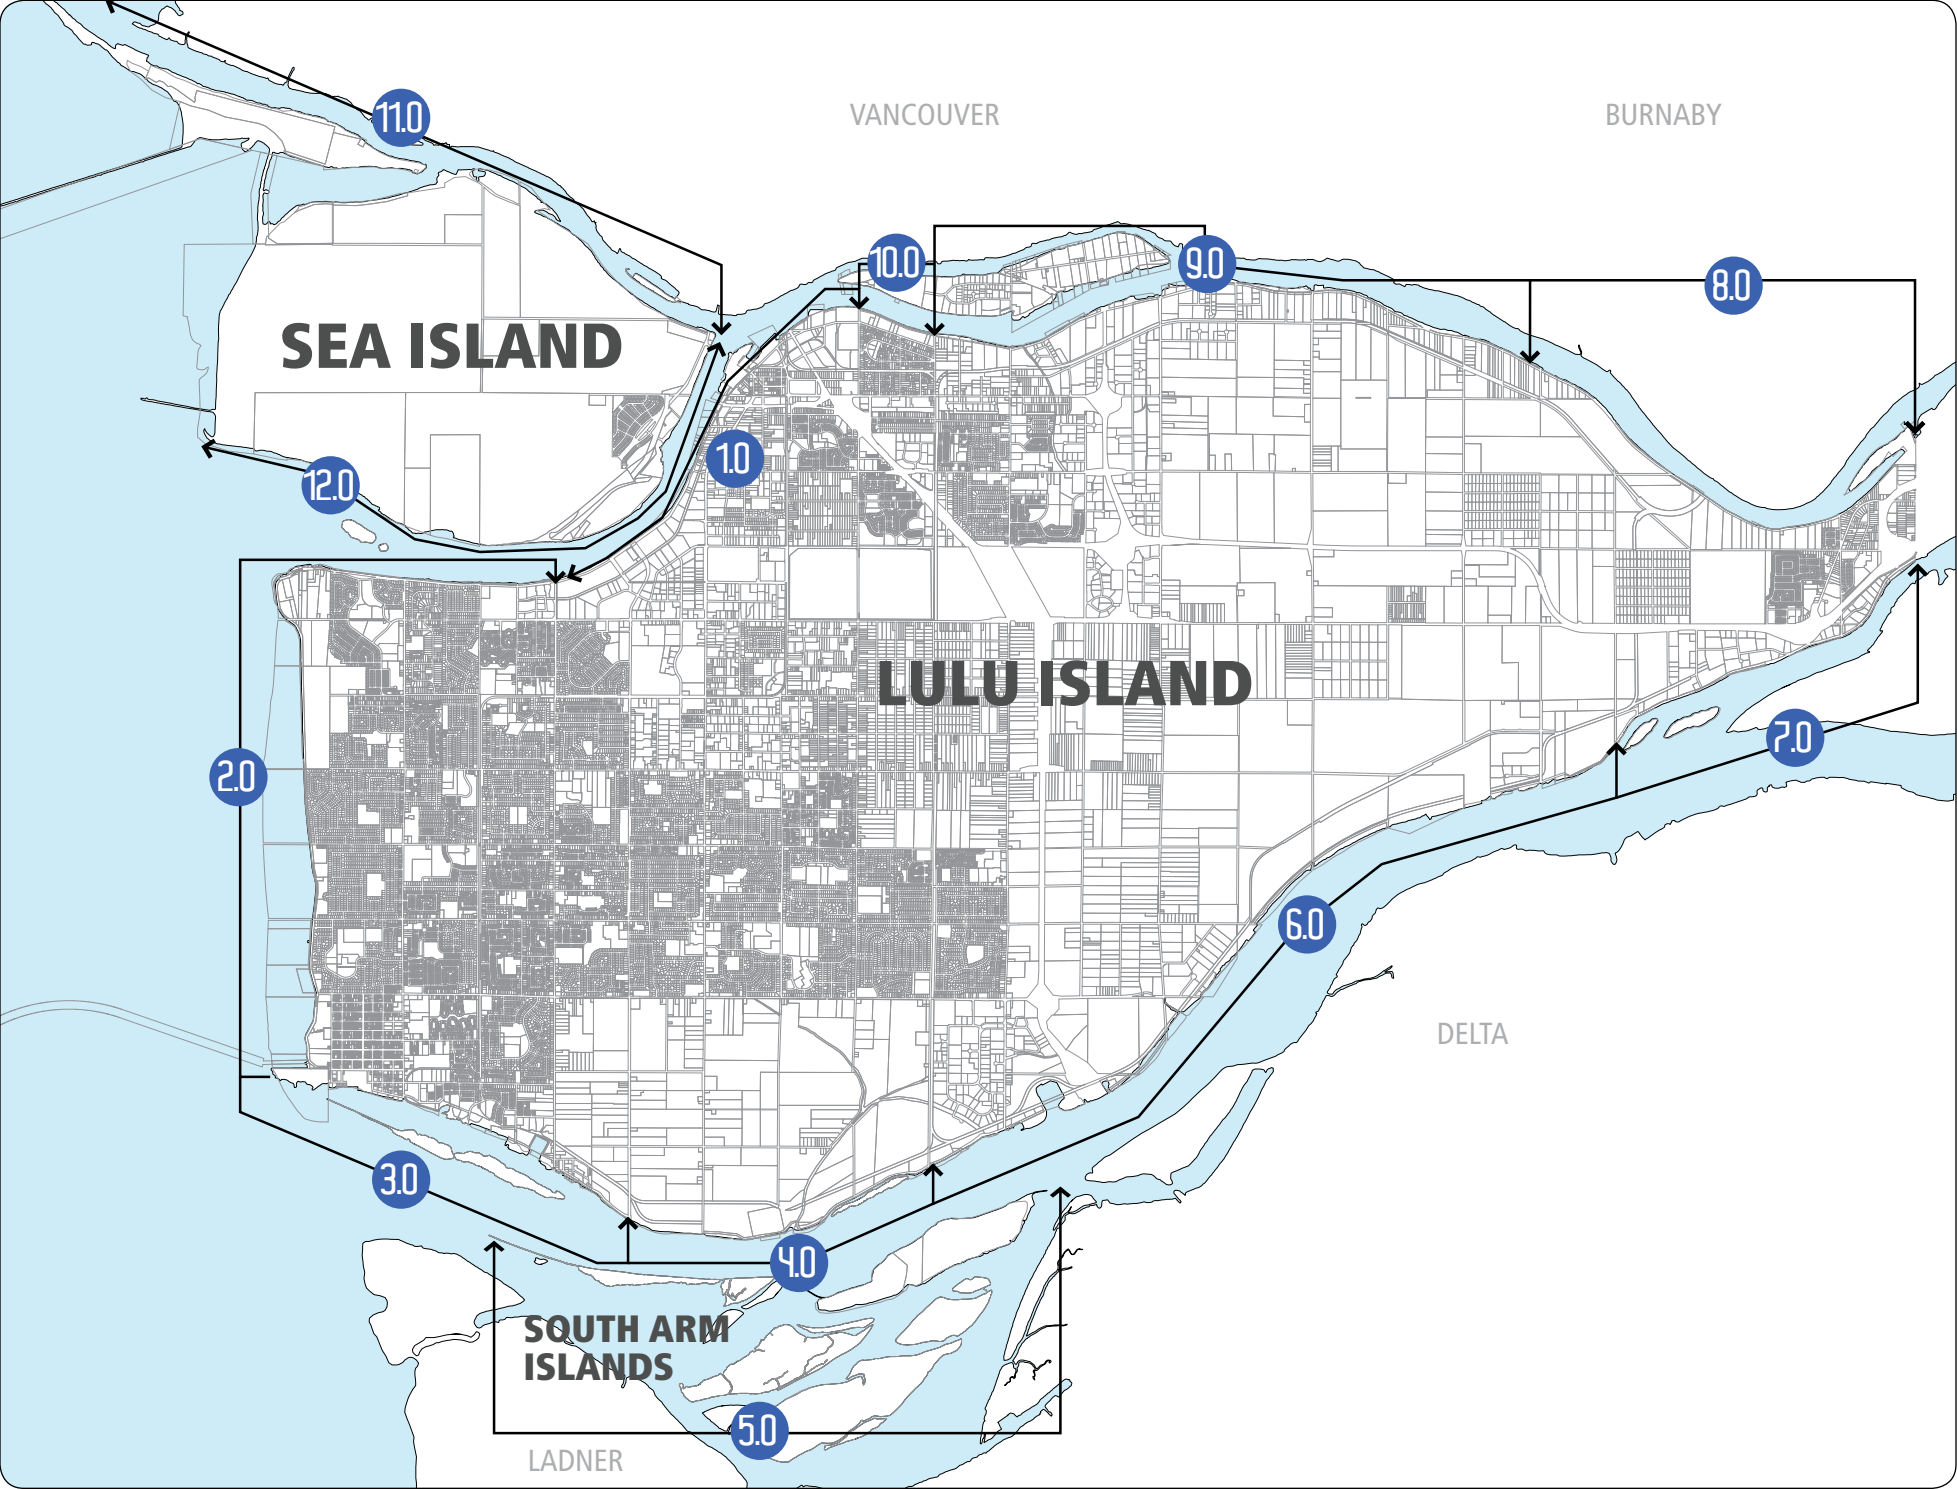 11.0
VANCOUVER
BURNABY
10.0
9.0
8.0
SEA ISLAND
1.0
12.0
LULU ISLAND
2.0
7.0
6.0
DELTA
3.0
4.0
SOUTH ARM
ISLANDS
5.0
LADNER